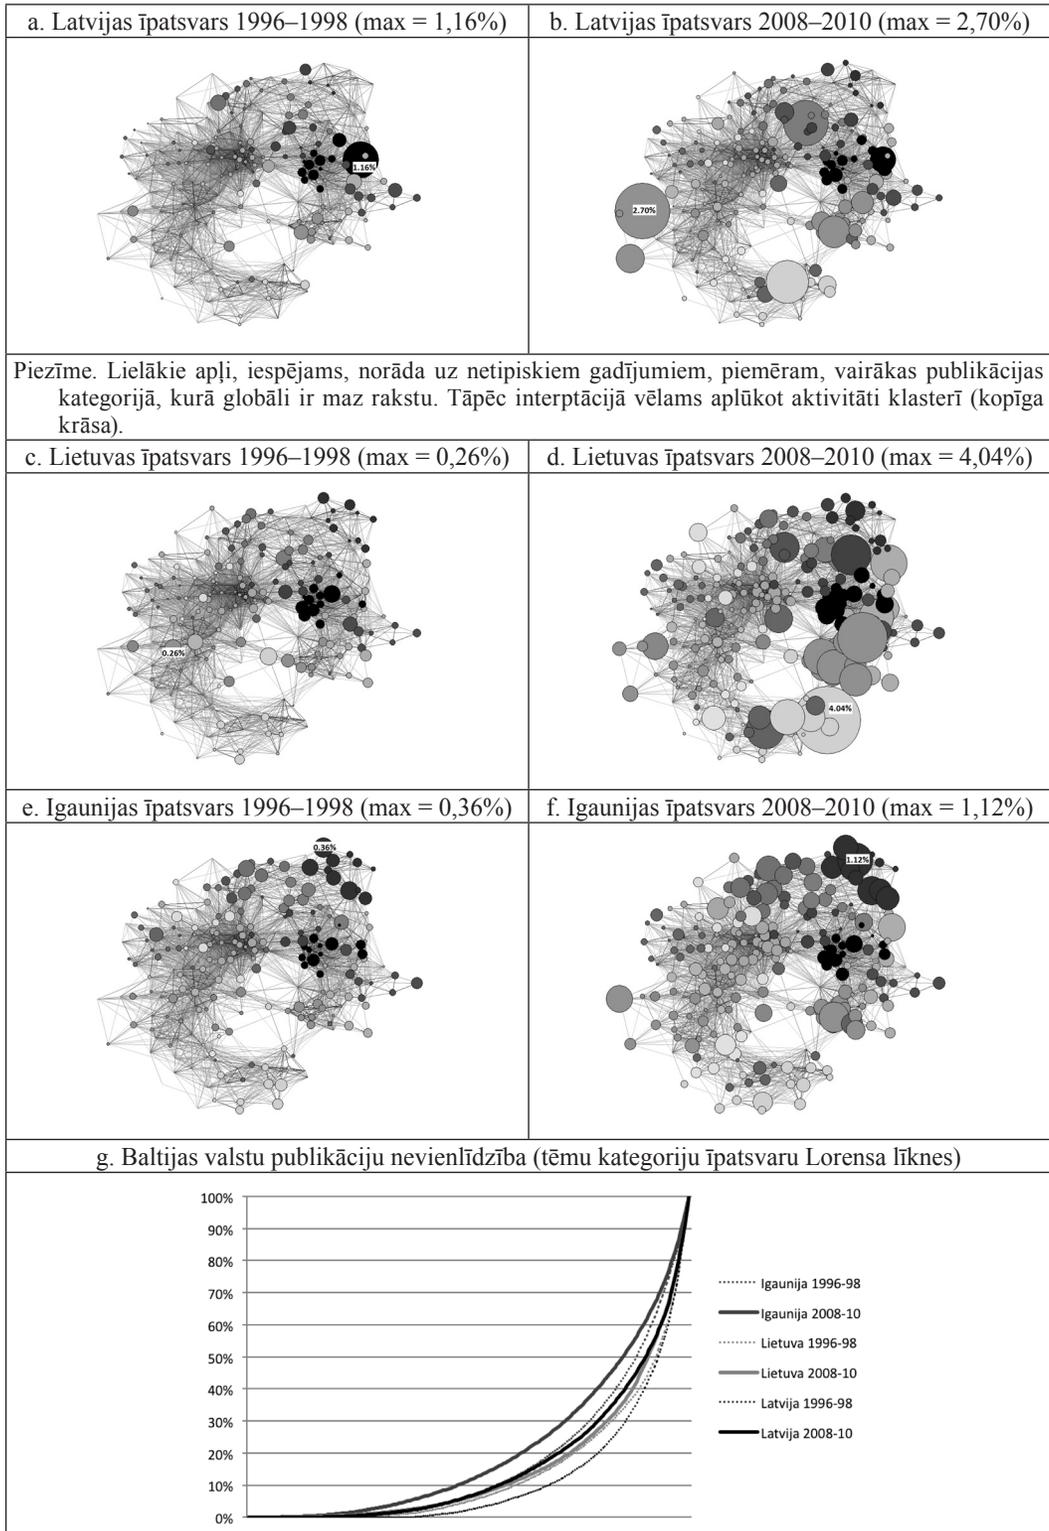 a. Latvijas īpatsvars 1996–1998 (max = 1,16%)
b. Latvijas īpatsvars 2008–2010 (max = 2,70%)
1.16%
2.70%
Piezīme. Lielākie apļi, iespējams, norāda uz netipiskiem gadījumiem, piemēram, vairākas publikācijas
kategorijā, kurā globāli ir maz rakstu. Tāpēc interptācijā vēlams aplūkot aktivitāti klasterī (kopīga
krāsa).
c. Lietuvas īpatsvars 1996–1998 (max = 0,26%)
d. Lietuvas īpatsvars 2008–2010 (max = 4,04%)
0.26%
4.04%
e. Igaunijas īpatsvars 1996–1998 (max = 0,36%)
f. Igaunijas īpatsvars 2008–2010 (max = 1,12%)
0.36%
1.12%
g. Baltijas valstu publikāciju nevienlīdzība (tēmu kategoriju īpatsvaru Lorensa līknes)
100%
90%
80%
70%
60%
50%
40%
30%
20%
10%
0%
Igaunija 1996-98
Igaunija 2008-10
Lietuva 1996-98
Lietuva 2008-10
Latvija 1996-98
Latvija 2008-10